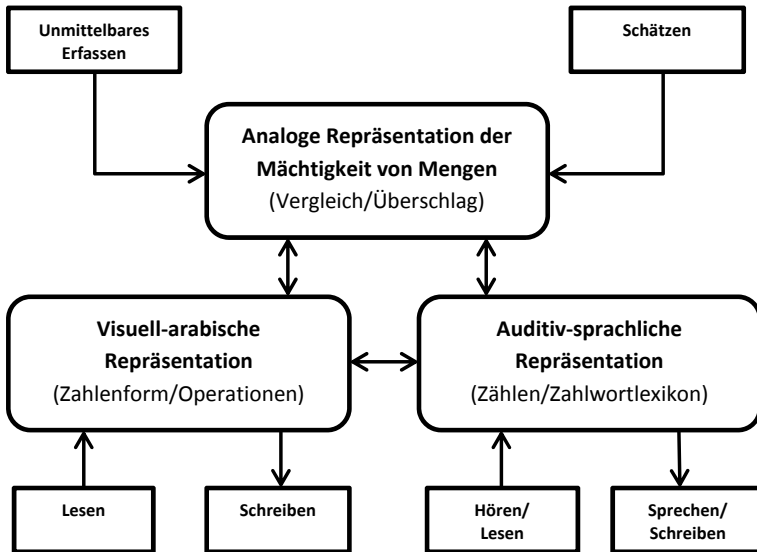 Unmittelbares
Erfassen
Schätzen
Analoge Repräsentation der
Mächtigkeit von Mengen
(Vergleich/Überschlag)
Visuell-arabische
Repräsentation
(Zahlenform/Operationen)
Auditiv-sprachliche
Repräsentation
(Zählen/Zahlwortlexikon)
Lesen
Schreiben
Hören/
Lesen
Sprechen/
Schreiben